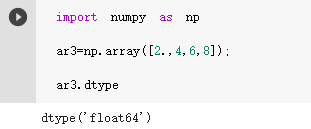 import numpy as np
ar3=np.array([2.,4,6,8]);
ar3.dtype
dtype('float64')